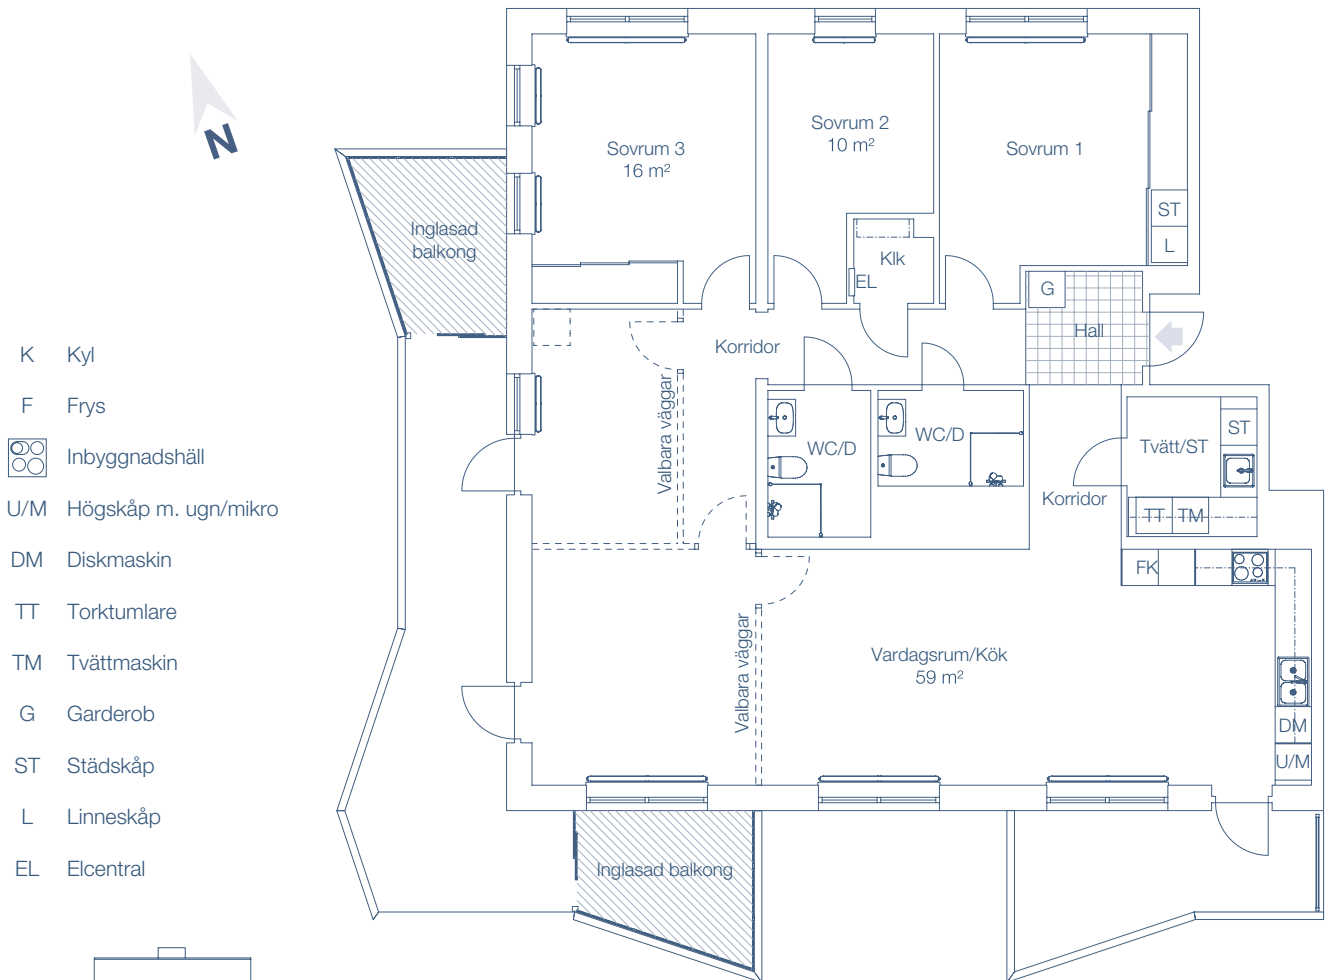 N
Sovrum 3
16 m²
Sovrum 2
10 m²
Sovrum 1
ST
L
Inglasad
balkong
Klk
EL
G
Hall
Korridor
Valbara väggar
WC/D
WC/D
Tvätt/ST
ST
Korridor
TT
TM
FK
Valbara väggar
Vardagsrum/Kök
59 m²
DM
U/M
Inglasad balkong
K Kyl
F Frys
Inbyggnadshäll
U/M Högskåp m. ugn/mikro
DM Diskmaskin
TT Torktumlare
TM Tvättmaskin
G Garderob
ST Städskåp
L Linneskåp
EL Elcentral